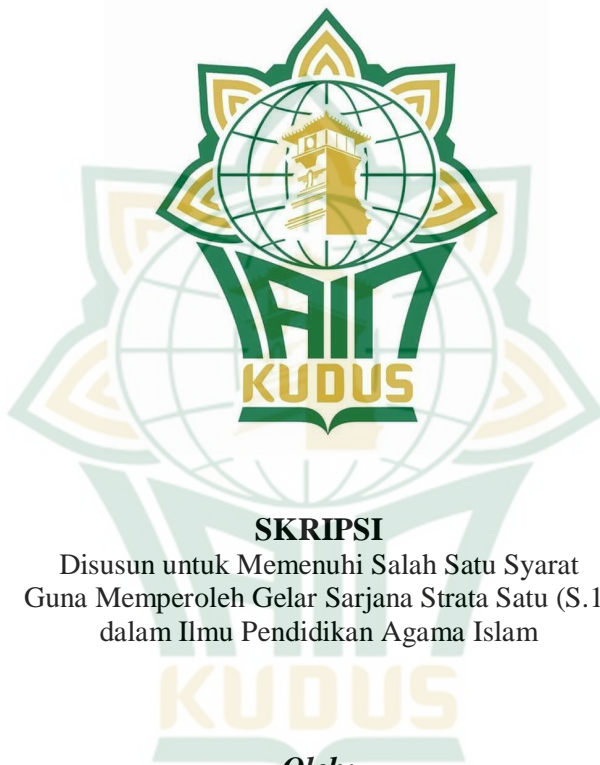 IAIN
KUDUS
SKRIPSI
Disusun untuk Memenuhi Salah Satu Syarat
Guna Memperoleh Gelar Sarjana Strata Satu (S.1
dalam Ilmu Pendidikan Agama Islam
KUDUS